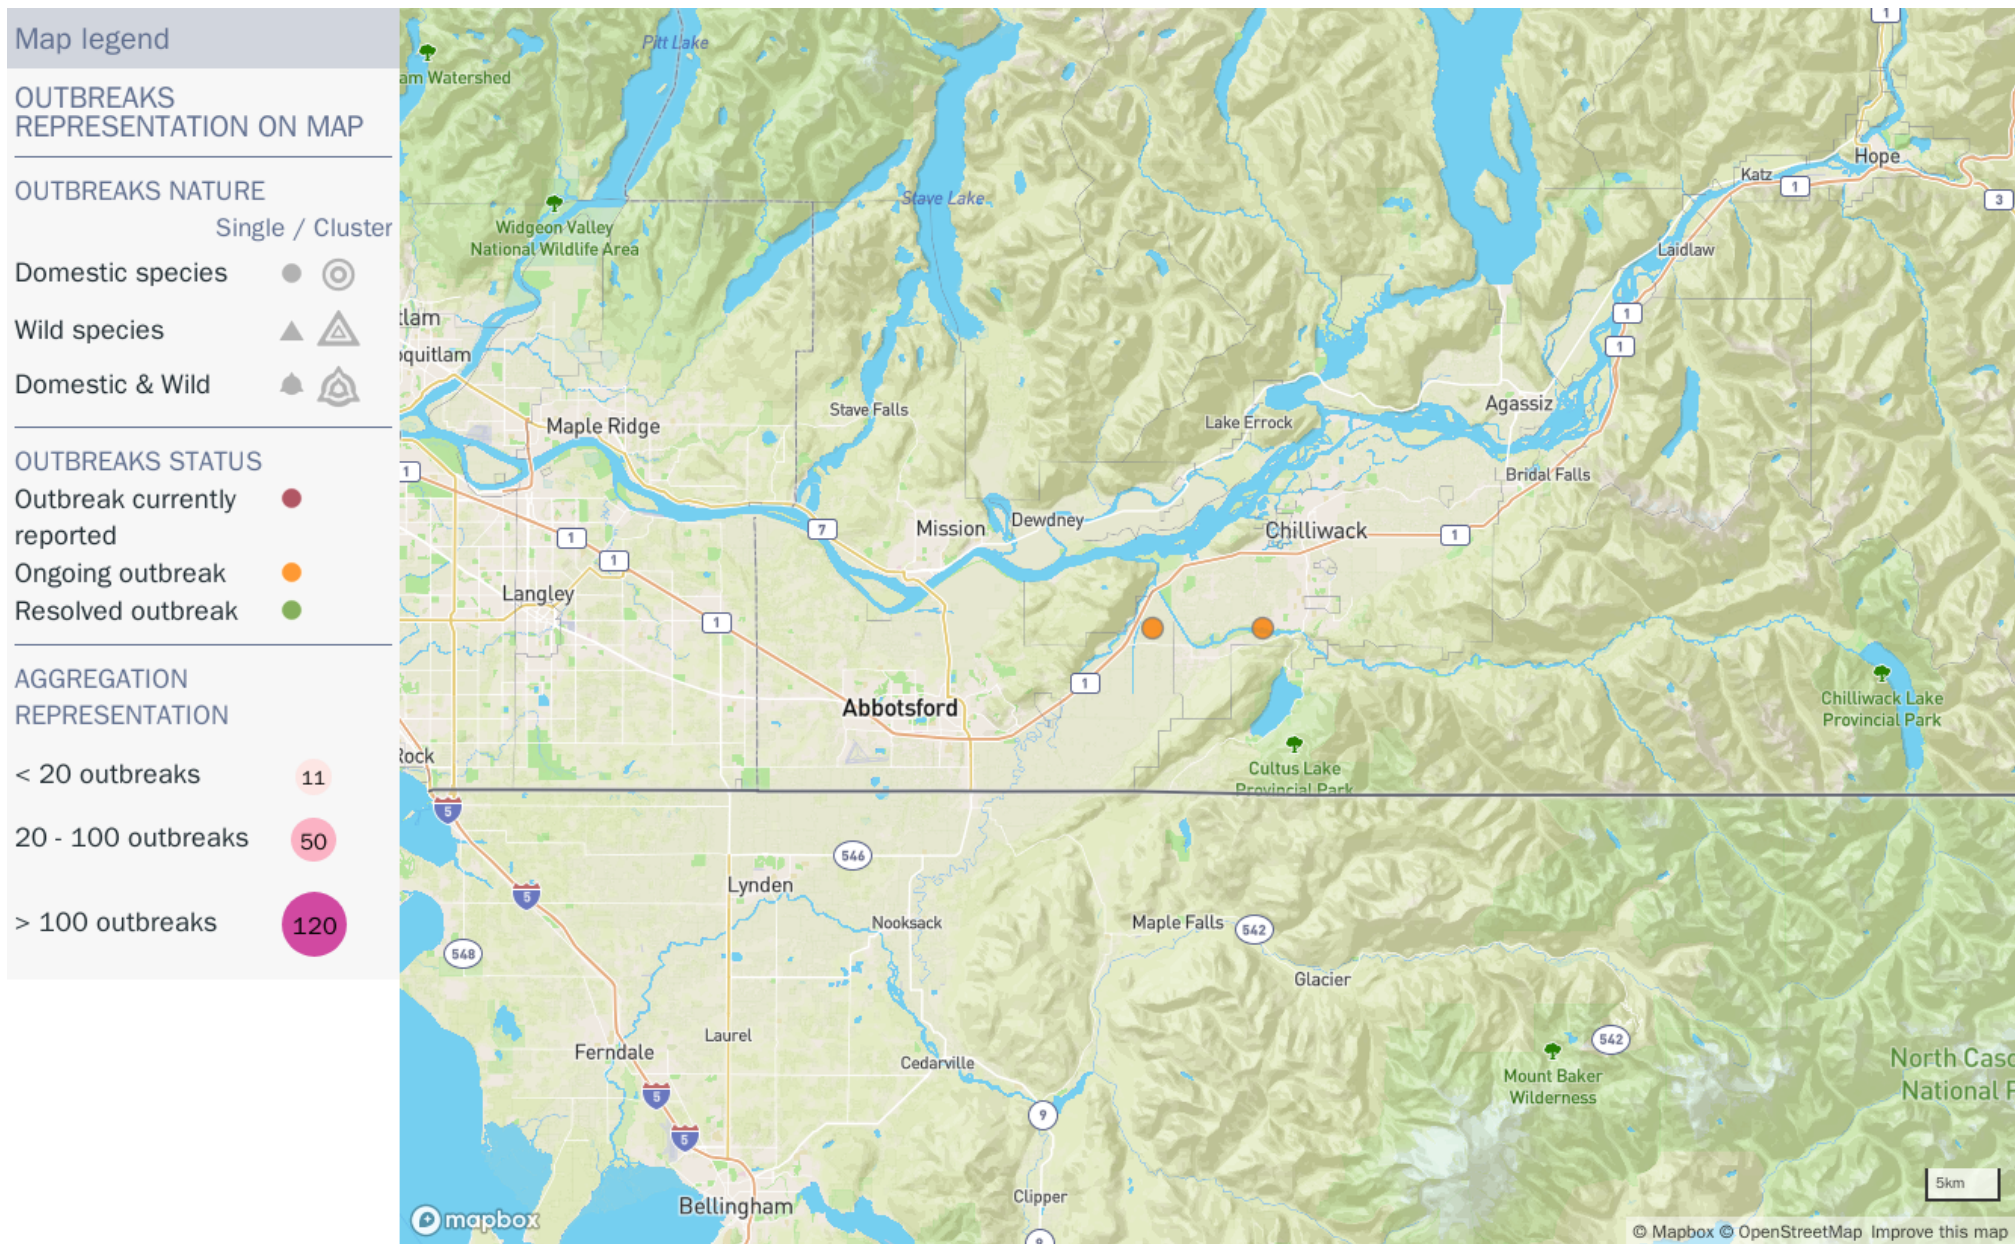 Map legend
OUTBREAKS
REPRESENTATION ON MAP
OUTBREAKS NATURE
Single / Cluster
Domestic species
Wild species
Domestic & Wild
OUTBREAKS STATUS
Outbreak currently
reported
Ongoing outbreak
Resolved outbreak
AGGREGATION
REPRESENTATION
< 20 outbreaks 11
20 - 100 outbreaks 50
> 100 outbreaks 120
1
Pitt Lake
am Watershed
Hope
Katz
1
3
Stave Lake
Widgeon Valley
National Wildlife Area
Laidlaw
tlam
1
1
oquitlam
Stave Falls
Agassiz
Maple Ridge
Lake Errock
1
Bridal Falls
7
Mission
Dewdney
Chilliwack
1
1
1
Langley
1
1
Abbotsford
Chilliwack Lake
Provincial Park
Rock
Cultus Lake
Provincial Park
5
546
Lynden
5
Nooksack
Maple Falls
542
548
Glacier
Laurel
542
Ferndale
Cedarville
North Casc
National P
Mount Baker
Wilderness
5
9
5
Clipper
5km
Bellingham
mapbox
9
© Mapbox © OpenStreetMap Improve this map